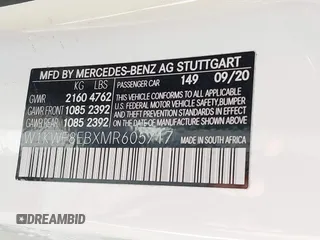 MFD BY MERCEDES-BENZ AG STUTTGART
KG LBS
PASSENGER CAR 149 09/20
GVWR 2160 4762
GAWR FRONT 1085 2392
GAWR REAR 1085 2392
THIS VEHICLE CONFORMS TO ALL APPLICABLE
U.S. FEDERAL MOTOR VEHICLE SAFETY, BUMPER,
AND THEFT PREVENTION STANDARDS IN EFFECT
ON THE DATE OF MANUFACTURE SHOWN ABOVE.
MADE IN SOUTH AFRICA
DREAMBID